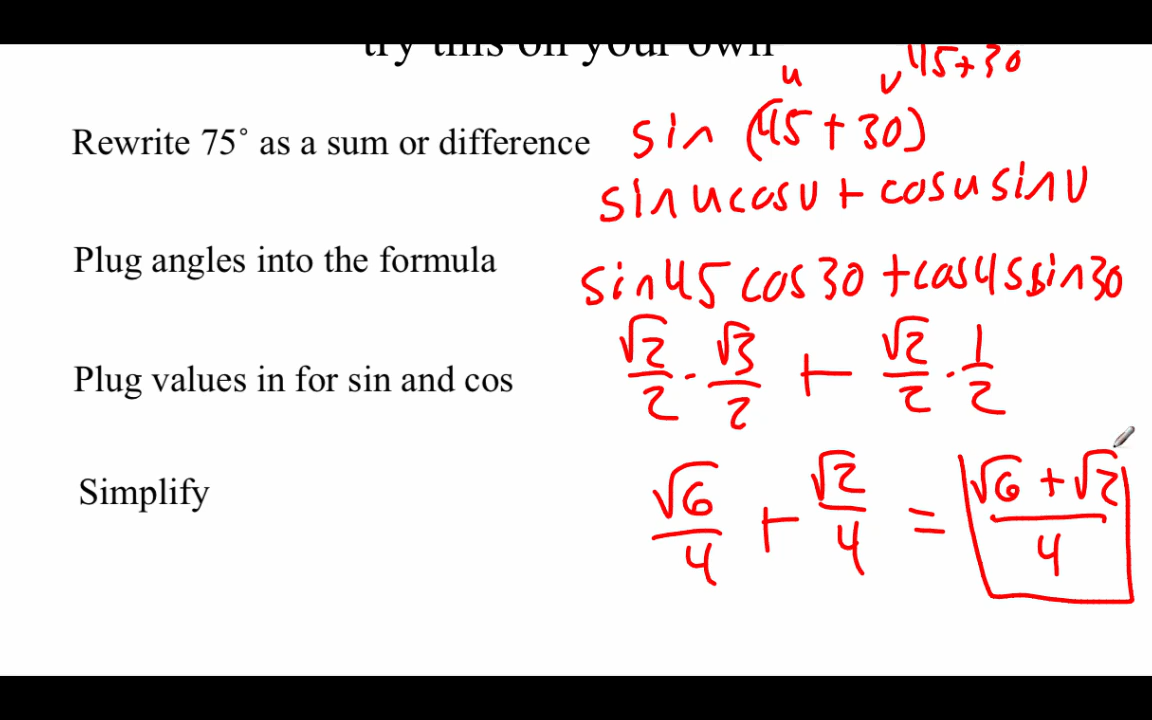 try this on your own
45+30
u v
Rewrite 75° as a sum or difference
sin (45 + 30)
sin u cos v + cos u sin v
Plug angles into the formula
sin 45 cos 30 + cos 45 sin 30
Plug values in for sin and cos
√2/2 · √3/2 + √2/2 · 1/2
Simplify
√6/4 + √2/4 = √6 + √2/4